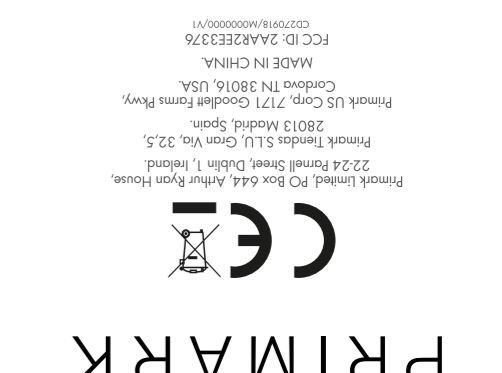 PRIMARK
CE
Primark Limited, PO Box 644, Arthur Ryan House,
22-24 Parnell Street, Dublin 1, Ireland.
Primark Tiendas S.L.U, Gran Via, 32,5,
28013 Madrid, Spain.
Primark US Corp, 7171 Goodlett Farms Pkwy,
Cordova TN 38016, USA.
MADE IN CHINA.
FCC ID: 2AAR2EE3376
CD270918/M0000000/V1